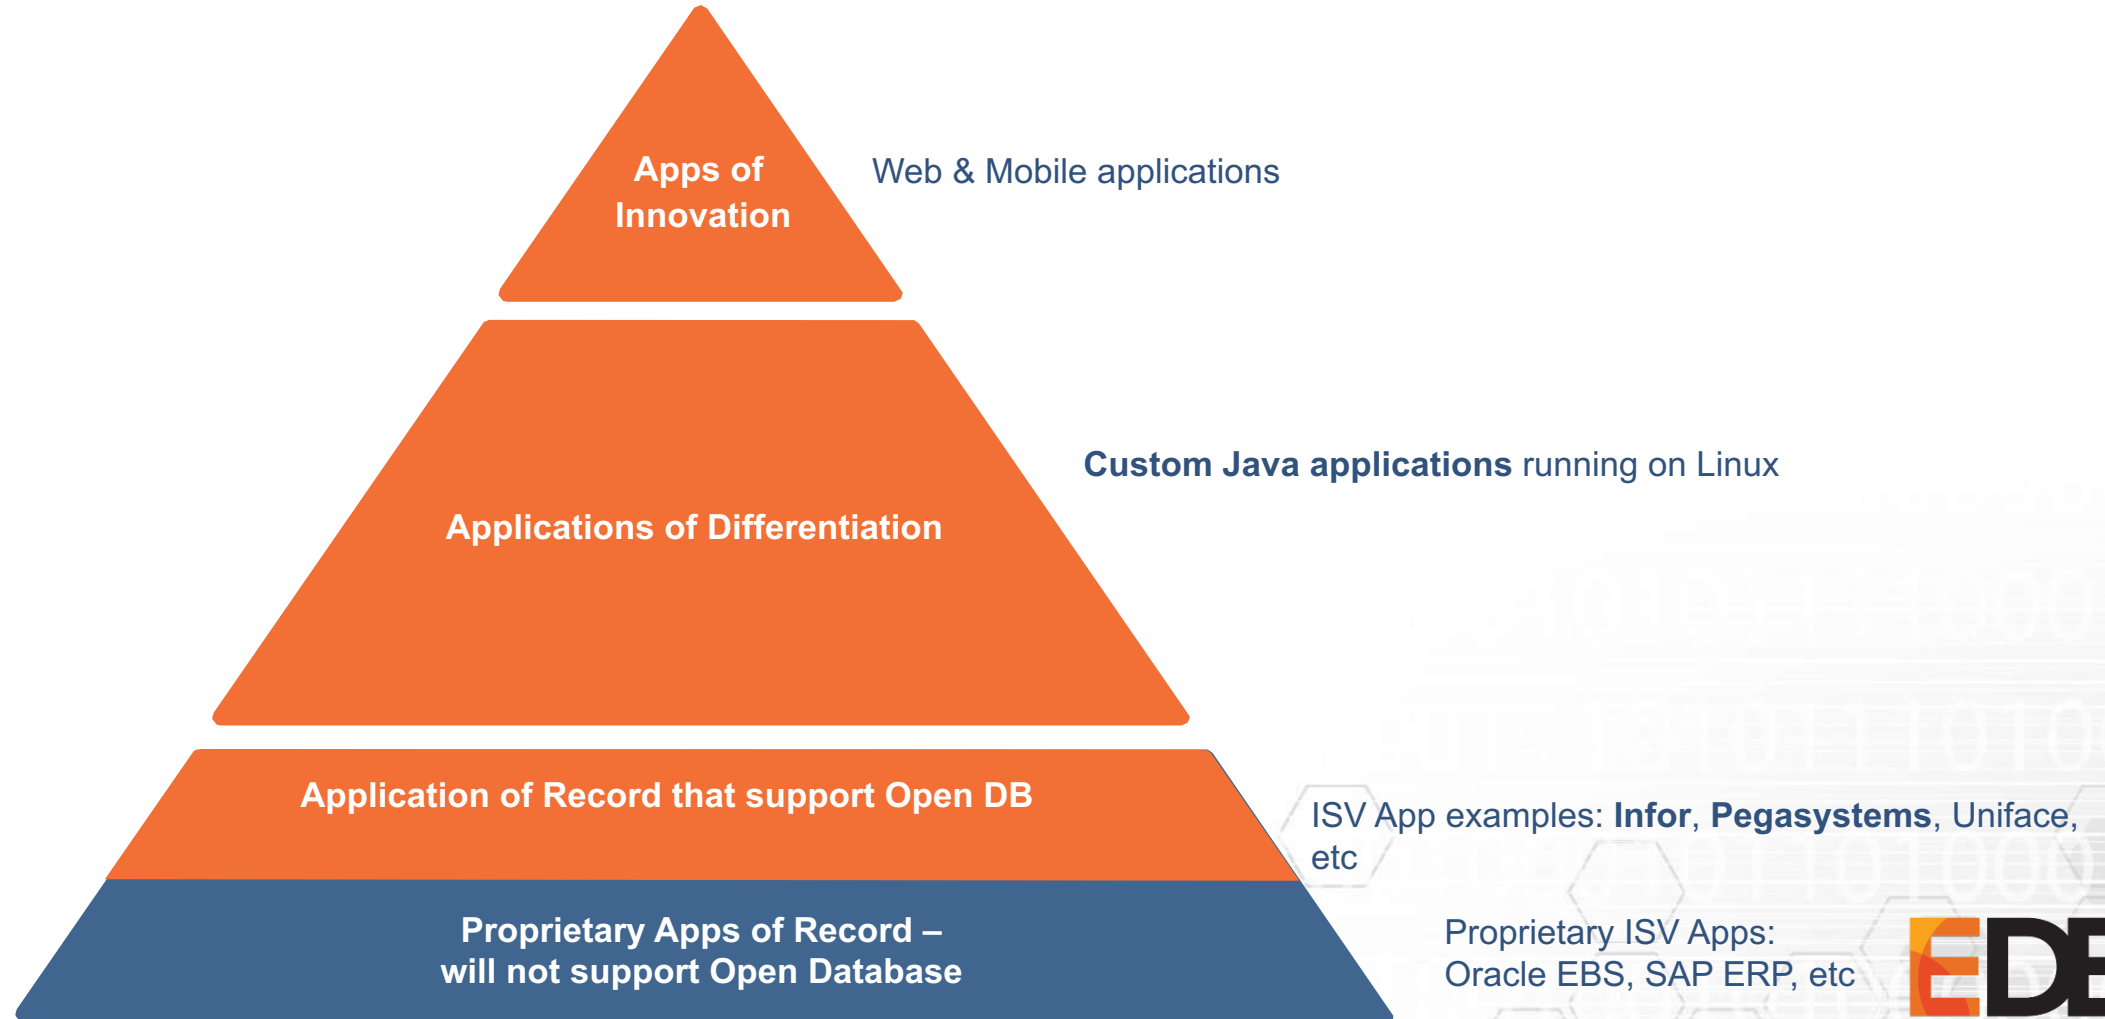 Apps of
Innovation
Web & Mobile applications
Custom Java applications running on Linux
Applications of Differentiation
Application of Record that support Open DB
ISV App examples: Infor, Pegasystems, Uniface,
etc
Proprietary Apps of Record –
will not support Open Database
Proprietary ISV Apps:
Oracle EBS, SAP ERP, etc
EDB